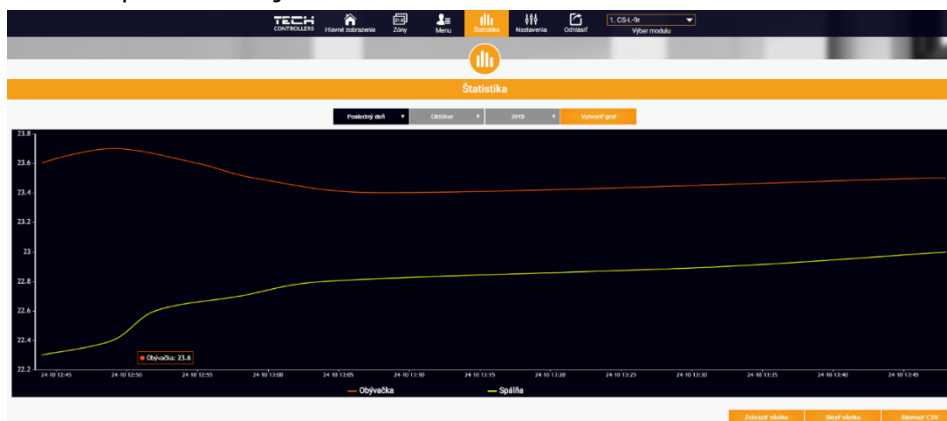 TECH
CONTROLLERS
Hlavné zobrazenie Zóny Menu Štatistika Nastavenia Odhlásiť
1. CS-L-9r
Výber modulu
Štatistika
Posledný deň Október 2019 Vytvoriť graf
23.8
23.6
23.4
23.2
23
22.8
22.6
22.4
22.2
Obývačka: 23.6
24 10 12:45 24 10 12:50 24 10 12:55 24 10 13:00 24 10 13:05 24 10 13:10 24 10 13:15 24 10 13:20 24 10 13:25 24 10 13:30 24 10 13:35 24 10 13:40 24 10 13:45
Obývačka Spálňa
Zobraziť všetko Skryť všetko Stiahnuť CSV